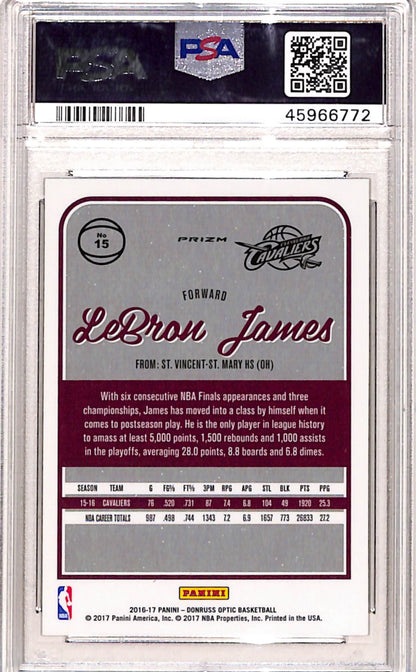 PSA
PSA
45966772
No
15
PRIZM
CAVALIERS
FORWARD
LeBron James
FROM: ST. VINCENT-ST. MARY HS (OH)
With six consecutive NBA Finals appearances and three
championships, James has moved into a class by himself when it
comes to postseason play. He is the only player in league history
to amass at least 5,000 points, 1,500 rebounds and 1,000 assists
in the playoffs, averaging 28.0 points, 8.8 boards and 6.8 dimes.
SEASON TEAM G FG% FT% 3PM RPG APG STL BLK PTS PPG
15-16 CAVALIERS 76 .520 .731 87 7.4 6.8 104 49 1920 25.3
NBA CAREER TOTALS 987 .498 .744 1343 7.2 6.9 1657 773 26833 27.2
PANINI
2016-17 PANINI – DONRUSS OPTIC BASKETBALL
© 2017 Panini America, Inc. © 2017 NBA Properties, Inc. Printed in the USA.